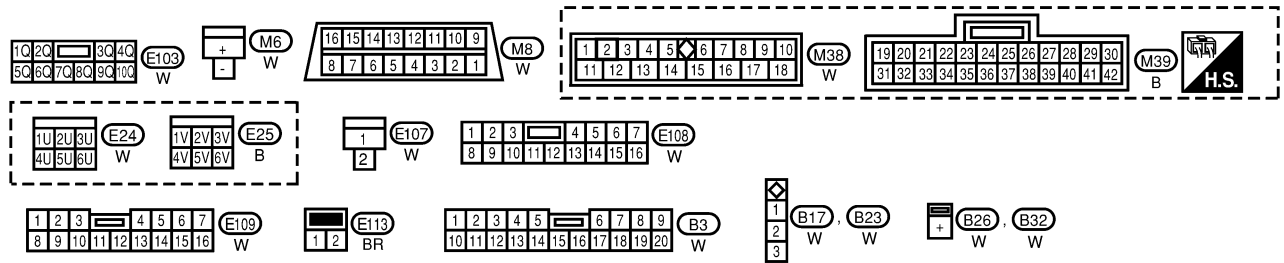 1Q 2Q 3Q 4Q
5Q 6Q 7Q 8Q 9Q 10Q
E103
W
+
-
M6
W
16 15 14 13 12 11 10 9
8 7 6 5 4 3 2 1
M8
W
1 2 3 4 5 6 7 8 9 10
11 12 13 14 15 16 17 18
M38
W
19 20 21 22 23 24 25 26 27 28 29 30
31 32 33 34 35 36 37 38 39 40 41 42
M39
B
H.S.
1U 2U 3U
4U 5U 6U
E24
W
1V 2V 3V
4V 5V 6V
E25
B
1
2
E107
W
1 2 3 4 5 6 7
8 9 10 11 12 13 14 15 16
E108
W
1 2 3 4 5 6 7
8 9 10 11 12 13 14 15 16
E109
W
1 2
E113
BR
1 2 3 4 5 6 7 8 9
10 11 12 13 14 15 16 17 18 19 20
B3
W
1
2
3
B17 , B23
W W
+
B26 , B32
W W